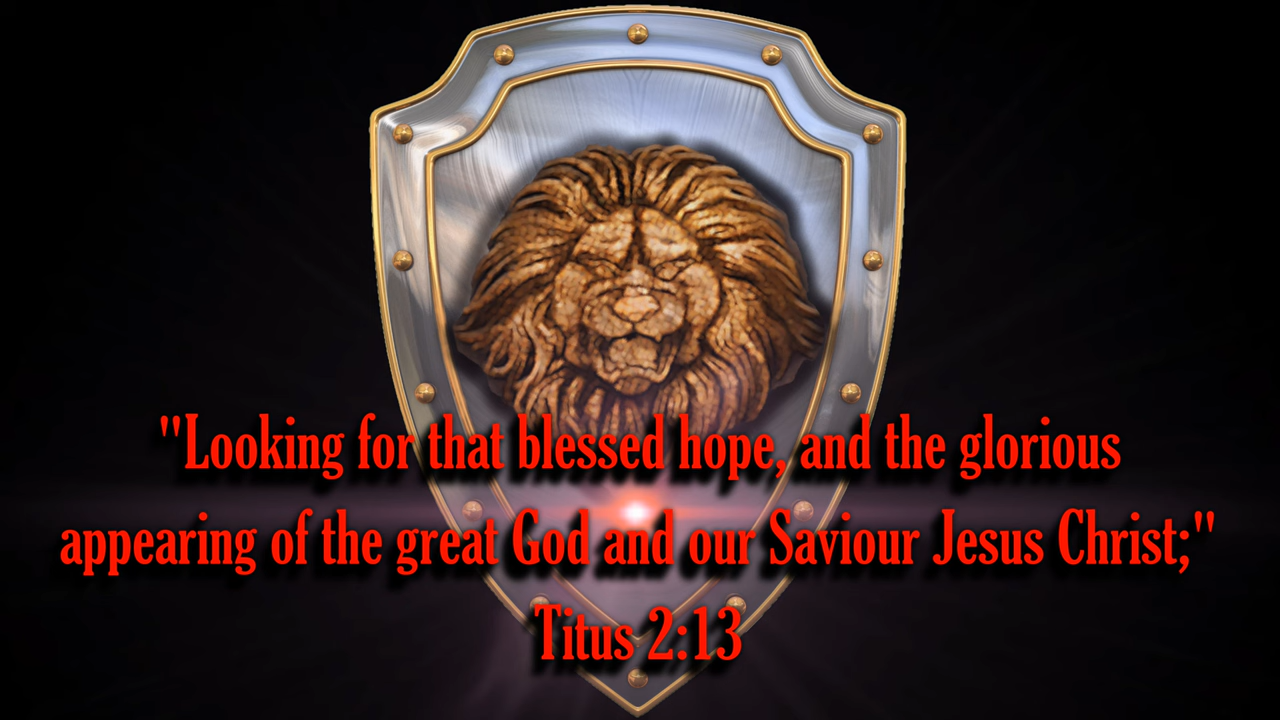 "Looking for that blessed hope, and the glorious
appearing of the great God and our Saviour Jesus Christ;"
Titus 2:13